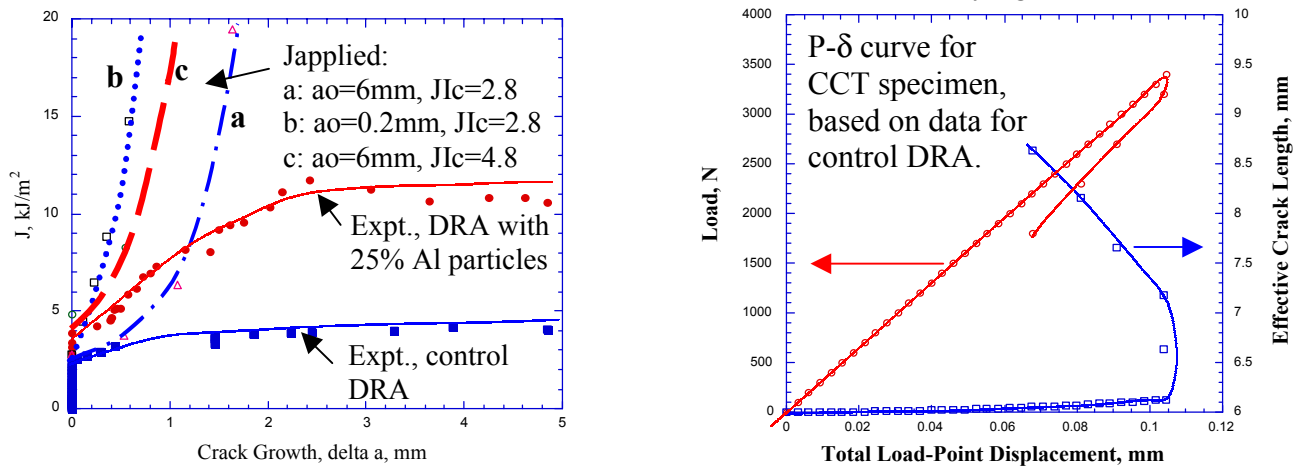 20
15
10
5
0
J, kJ/m²
0
1
2
3
4
5
Crack Growth, delta a, mm
b
c
a
Japplied:
a: ao=6mm, JIc=2.8
b: ao=0.2mm, JIc=2.8
c: ao=6mm, JIc=4.8
Expt., DRA with
25% Al particles
Expt., control
DRA
4000
3500
3000
2500
2000
1500
1000
500
0
Load, N
P-δ curve for
CCT specimen,
based on data for
control DRA.
10
9.5
9
8.5
8
7.5
7
6.5
6
Effective Crack Length, mm
0
0.02
0.04
0.06
0.08
0.1
0.12
Total Load-Point Displacement, mm